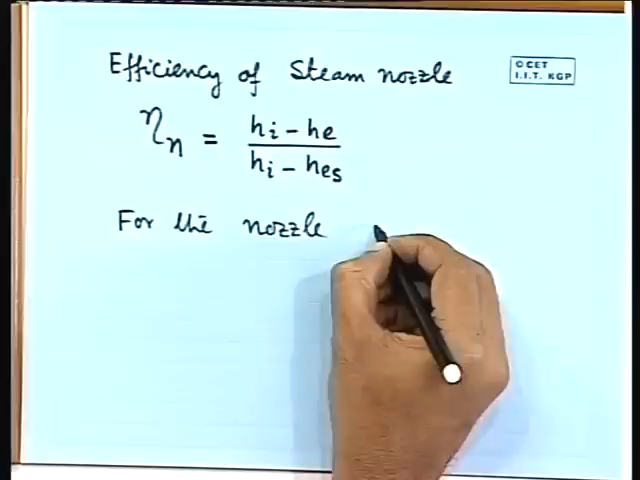 Efficiency of Steam nozzle
© CET
I.I.T. KGP
ηn = hi - he / hi - hes
For the nozzle